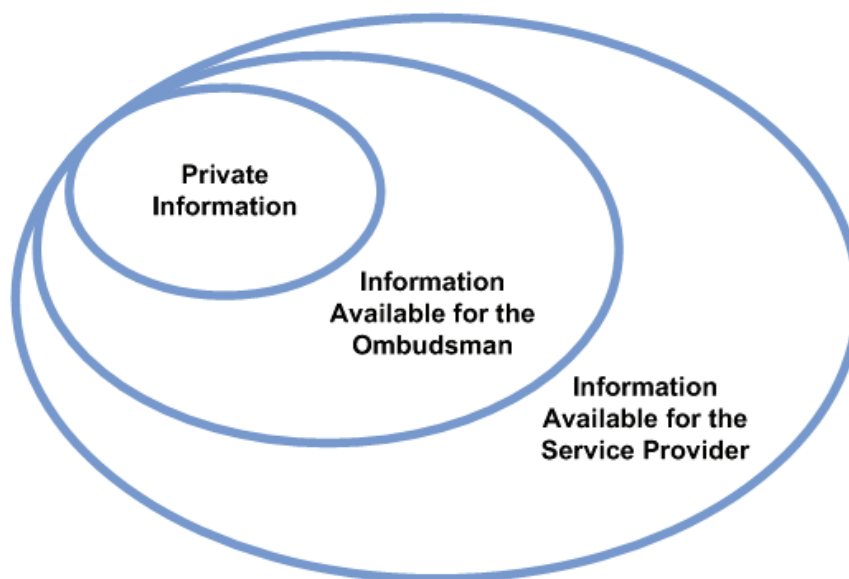 Private
Information
Information
Available for the
Ombudsman
Information
Available for the
Service Provider